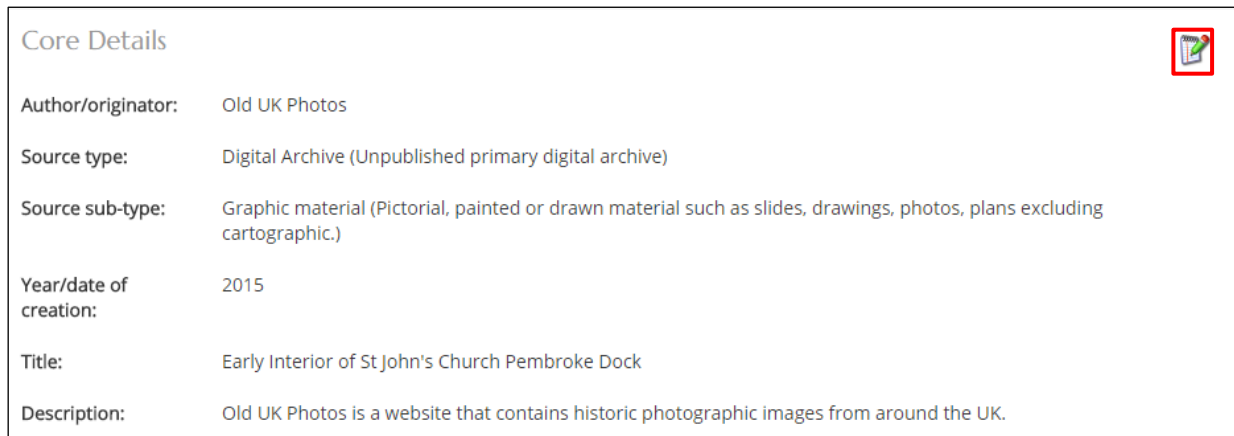 Core Details
Author/originator: Old UK Photos
Source type: Digital Archive (Unpublished primary digital archive)
Source sub-type: Graphic material (Pictorial, painted or drawn material such as slides, drawings, photos, plans excluding
cartographic.)
Year/date of creation: 2015
Title: Early Interior of St John's Church Pembroke Dock
Description: Old UK Photos is a website that contains historic photographic images from around the UK.